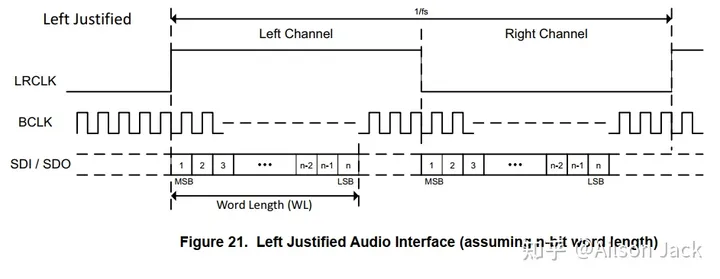 Left Justified
1/fs
Left Channel
Right Channel
LRCLK
BCLK
SDI / SDO
1 2 3 ••• n-2 n-1 n 1 2 3 ••• n-2 n-1 n
MSB LSB MSB LSB
Word Length (WL)
Figure 21. Left Justified Audio Interface (assuming n-bit word length)
知乎 @Alison Jack